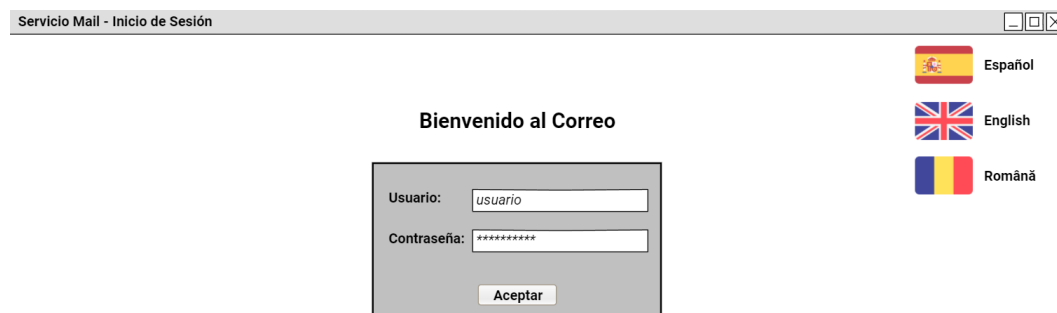 Servicio Mail - Inicio de Sesión
Español
Bienvenido al Correo
English
Română
Usuario: usuario
Contraseña: **********
Aceptar